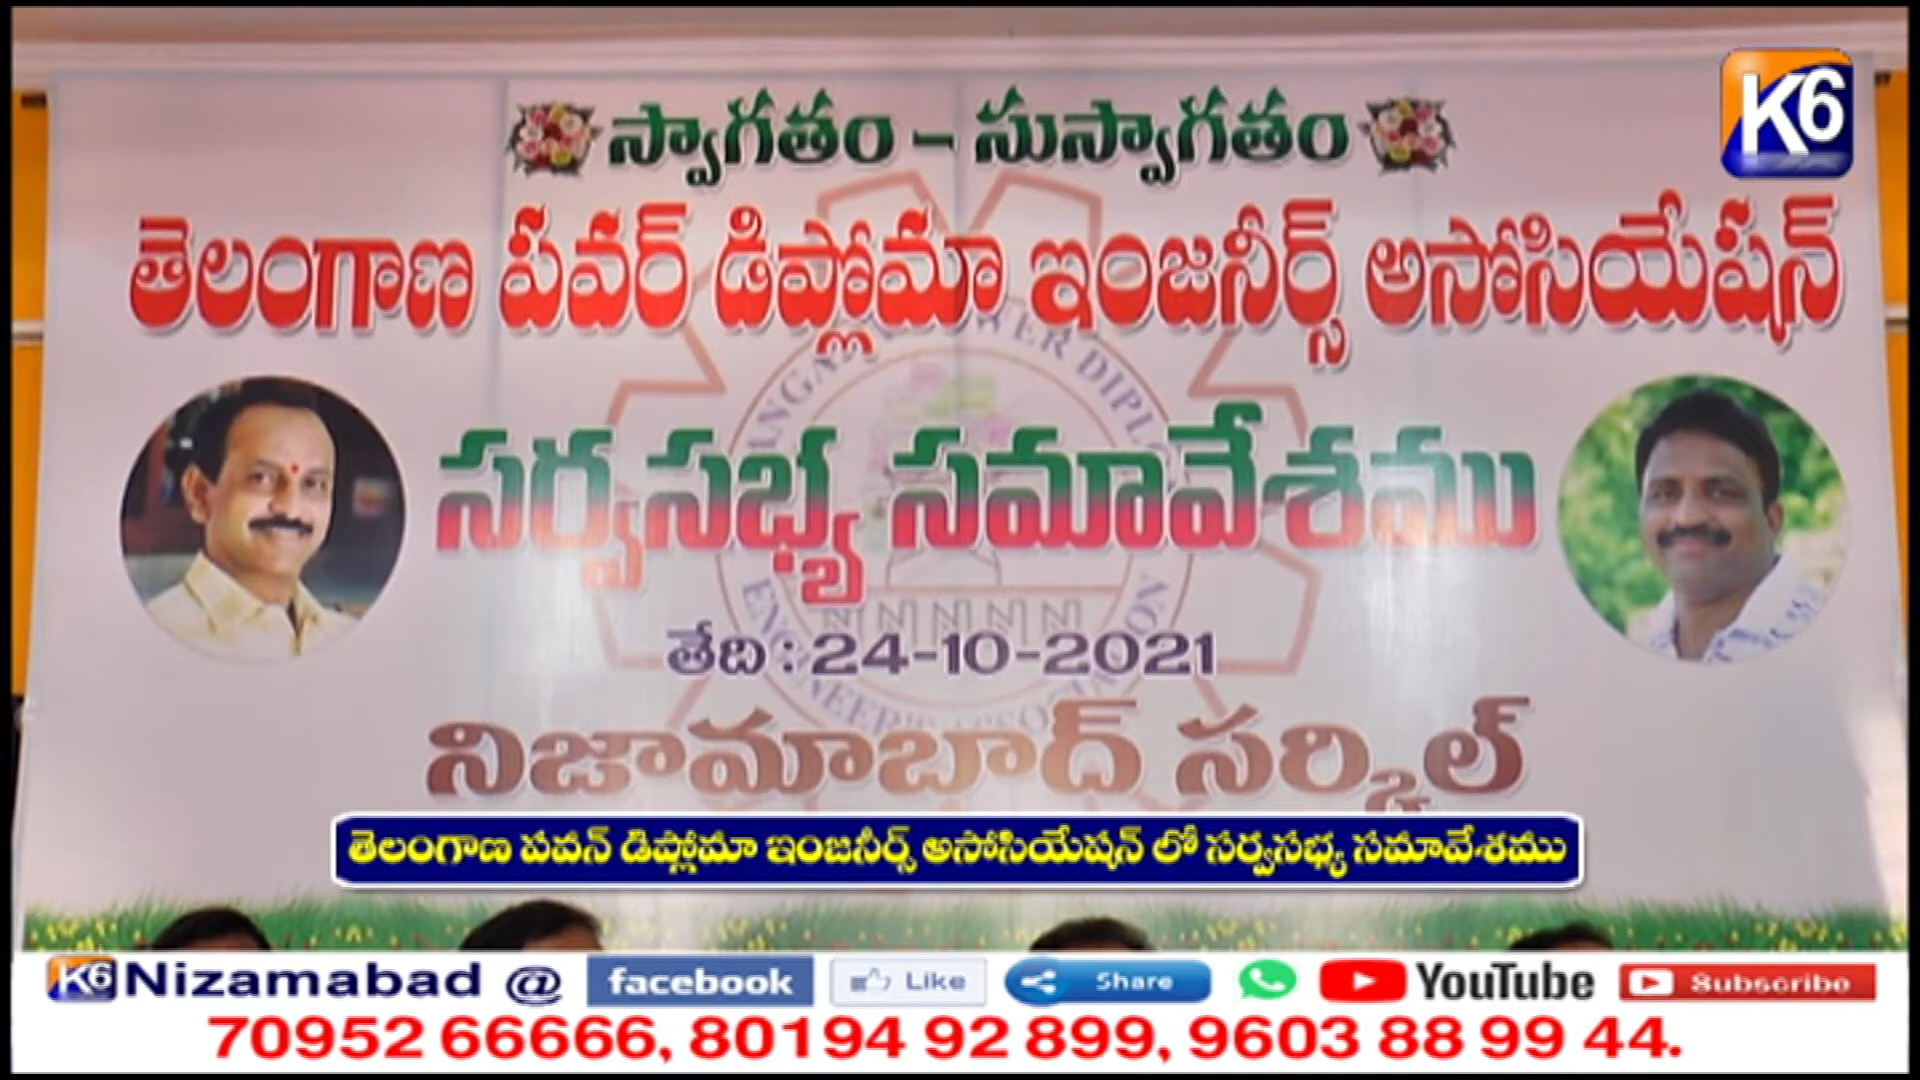 K6
స్వాగతం - సుస్వాగతం
తెలంగాణ పవర్ డిప్లోమా ఇంజనీర్స్ అసోసియేషన్
సర్వసభ్య సమావేశము
తేది : 24-10-2021
నిజామాబాద్ సర్కిల్
తెలంగాణ పవన్ డిప్లోమా ఇంజనీర్స్ అసోసియేషన్ లో సర్వసభ్య సమావేశము
K6 Nizamabad @ facebook Like Share YouTube Subscribe
70952 66666, 80194 92 899, 9603 88 99 44.